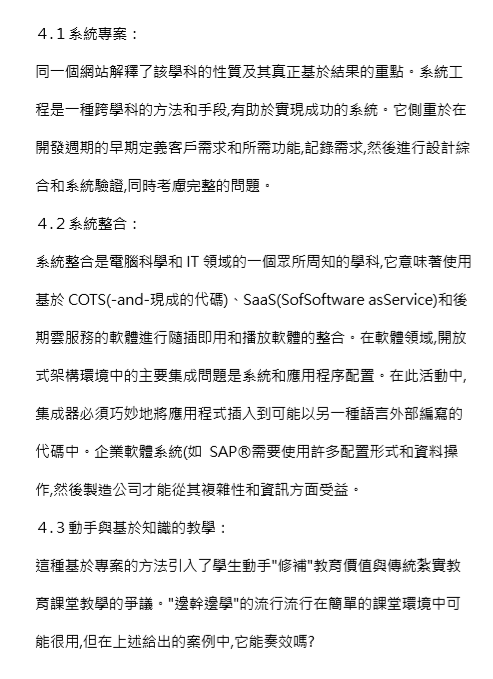 ４.１系統專案：
同一個網站解釋了該學科的性質及其真正基於結果的重點。系統工
程是一種跨學科的方法和手段,有助於實現成功的系統。它側重於在
開發週期的早期定義客戶需求和所需功能,記錄需求,然後進行設計綜
合和系統驗證,同時考慮完整的問題。
４.２系統整合：
系統整合是電腦科學和 IT 領域的一個眾所周知的學科,它意味著使用
基於 COTS(-and-現成的代碼)、SaaS(SofSoftware asService)和後
期雲服務的軟體進行隨插即用和播放軟體的整合。在軟體領域,開放
式架構環境中的主要集成問題是系統和應用程序配置。在此活動中,
集成器必須巧妙地將應用程式插入到可能以另一種語言外部編寫的
代碼中。企業軟體系統(如 SAP®需要使用許多配置形式和資料操
作,然後製造公司才能從其複雜性和資訊方面受益。
４.３動手與基於知識的教學：
這種基於專案的方法引入了學生動手"修補"教育價值與傳統紮實教
育課堂教學的爭議。"邊幹邊學"的流行流行在簡單的課堂環境中可
能很用,但在上述給出的案例中,它能奏效嗎?